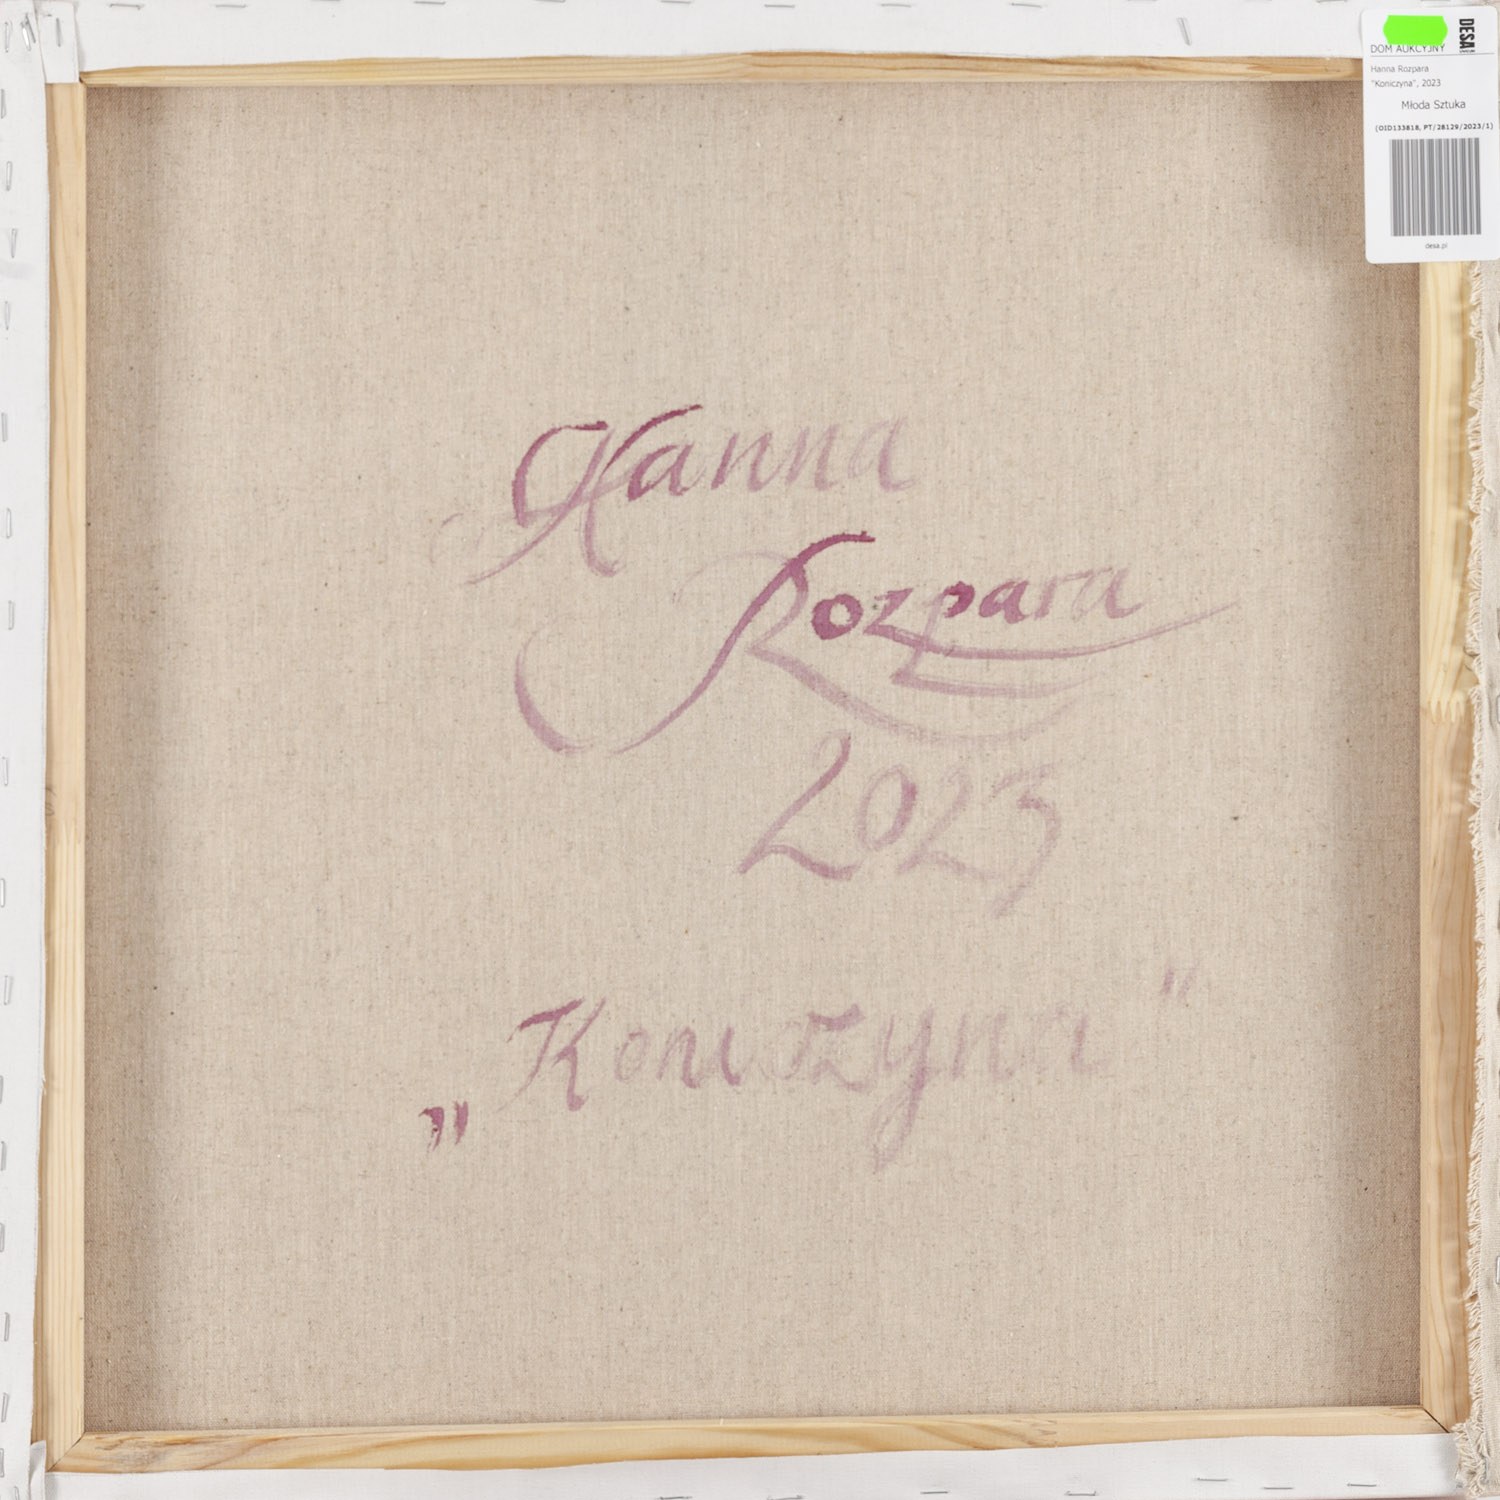 DESA
DOM AUKCYJNY
Hanna Rozpara
"Koniczyna", 2023
Młoda Sztuka
(OID133818, PT/28129/2023/1)
desa.pl
Hanna
Rozpara
2023
„Koniczyna"